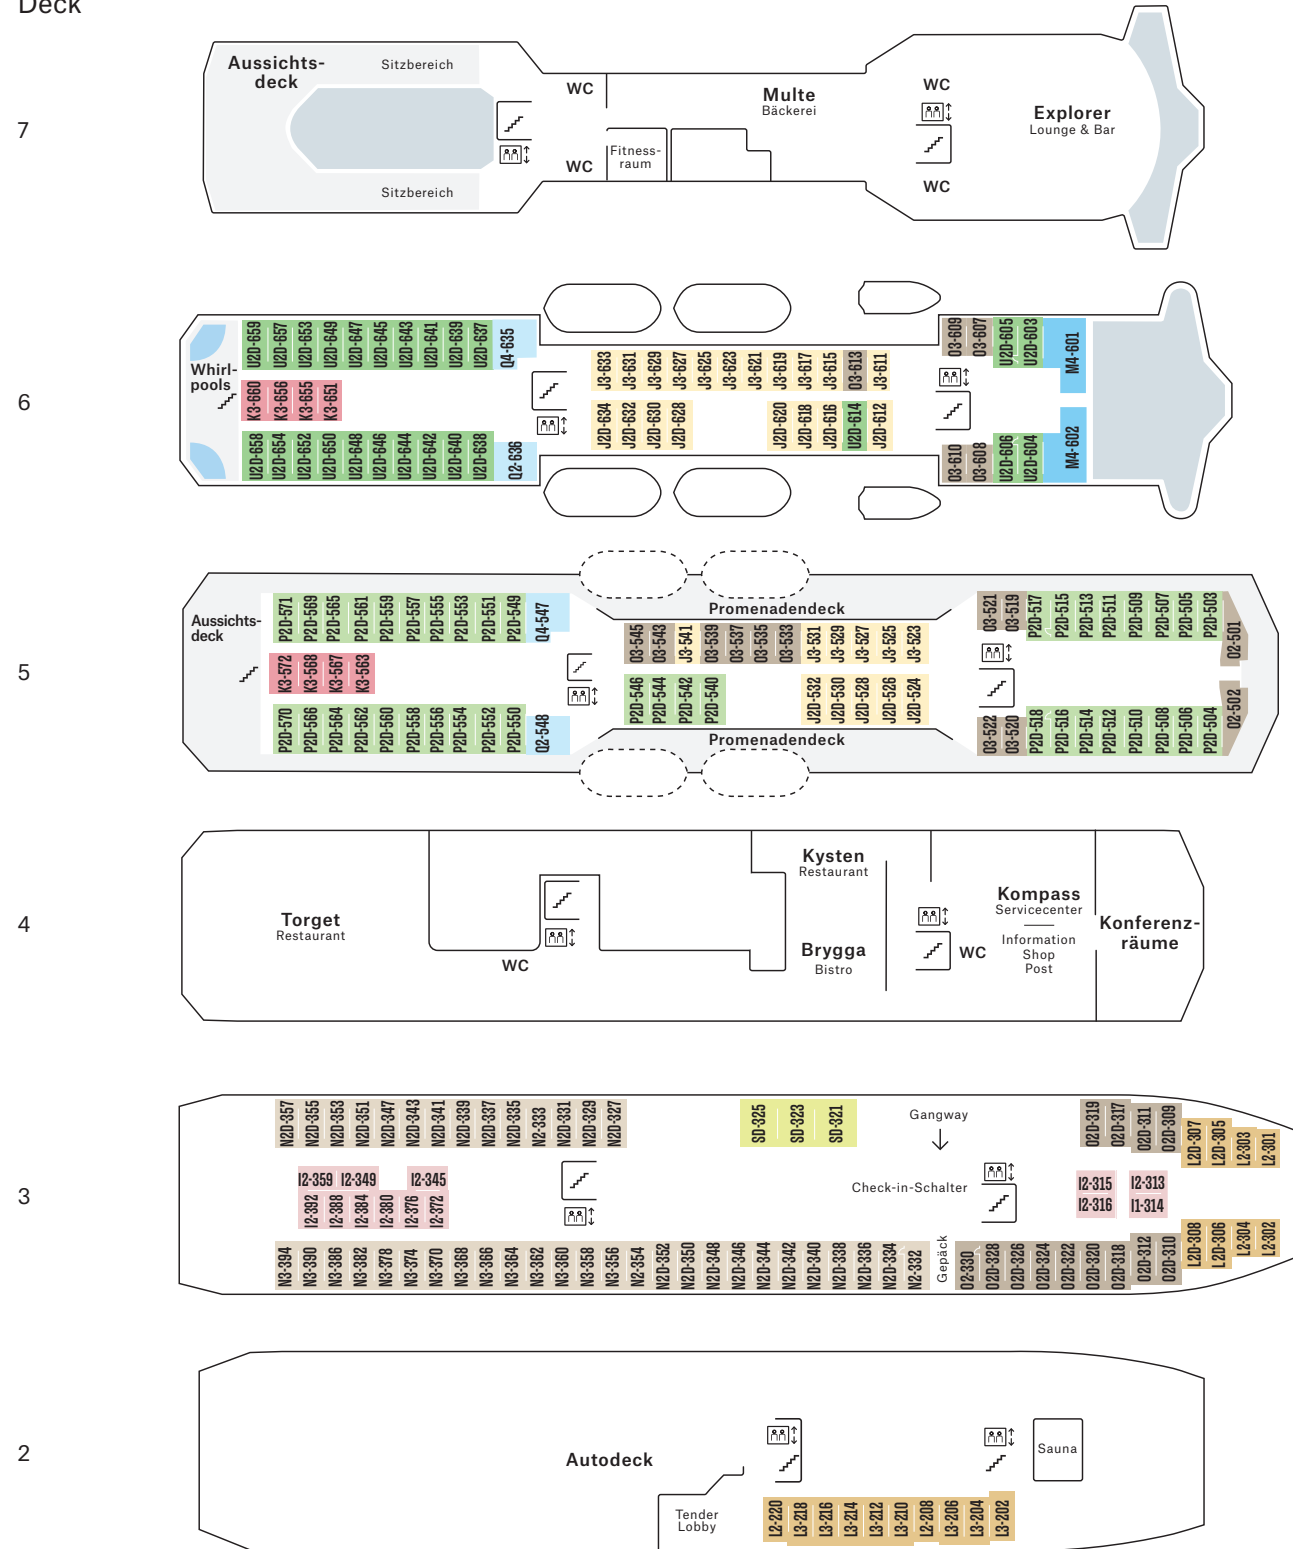 Deck
7
Aussichts-
deck
Sitzbereich
Sitzbereich
WC
WC
Fitness-
raum
Multe
Bäckerei
WC
WC
Explorer
Lounge & Bar
6
Whirl-
pools
U2D-659
U2D-657
U2D-653
U2D-649
U2D-647
U2D-645
U2D-643
U2D-641
U2D-639
U2D-637
Q4-635
K3-660
K3-656
K3-655
K3-651
U2D-658
U2D-654
U2D-652
U2D-650
U2D-648
U2D-646
U2D-644
U2D-642
U2D-640
U2D-638
Q2-636
J3-633
J3-631
J3-629
J3-627
J3-625
J3-623
J3-621
J3-619
J3-617
J3-615
O3-613
J3-611
J2D-634
J2D-632
J2D-630
J2D-628
J2D-620
J2D-618
J2D-616
U2D-614
J2D-612
O3-609
O3-607
U2D-605
U2D-603
M4-601
O3-610
O3-608
U2D-606
U2D-604
M4-602
5
Aussichts-
deck
Promenadendeck
Promenadendeck
P2D-571
P2D-569
P2D-565
P2D-561
P2D-559
P2D-557
P2D-555
P2D-553
P2D-551
P2D-549
Q4-547
K3-572
K3-568
K3-567
K3-563
P2D-570
P2D-566
P2D-564
P2D-562
P2D-560
P2D-558
P2D-556
P2D-554
P2D-552
P2D-550
Q2-548
O3-545
O3-543
J3-541
O3-539
O3-537
O3-535
O3-533
J3-531
J3-529
J3-527
J3-525
J3-523
P2D-546
P2D-544
P2D-542
P2D-540
J2D-532
J2D-530
J2D-528
J2D-526
J2D-524
O3-521
O3-519
P2D-517
P2D-515
P2D-513
P2D-511
P2D-509
P2D-507
P2D-505
P2D-503
O2-501
O3-522
O3-520
P2D-518
P2D-516
P2D-514
P2D-512
P2D-510
P2D-508
P2D-506
P2D-504
O2-502
4
Torget
Restaurant
WC
Kysten
Restaurant
Brygga
Bistro
WC
Kompass
Servicecenter
Information
Shop
Post
Konferenz-
räume
3
N2D-357
N2D-355
N2D-353
N2D-351
N2D-347
N2D-343
N2D-341
N2D-339
N2D-337
N2D-335
N2-333
N2D-331
N2D-329
N2D-327
SD-325
SD-323
SD-321
Gangway
Check-in-Schalter
Gepäck
I2-359
I2-349
I2-345
I2-392
I2-388
I2-384
I2-380
I2-376
I2-372
N3-394
N3-390
N3-386
N3-382
N3-378
N3-374
N3-370
N3-368
N3-366
N3-364
N3-362
N3-360
N3-358
N3-356
N2-354
N2D-352
N2D-350
N2D-348
N2D-346
N2D-344
N2D-342
N2D-340
N2D-338
N2D-336
N2D-334
N2-332
O2D-319
O2D-317
O2D-311
O2D-309
L2D-307
L2D-305
L2-303
L2-301
I2-315
I2-313
I2-316
I1-314
O2-330
O2D-328
O2D-326
O2D-324
O2D-322
O2D-320
O2D-318
O2D-312
O2D-310
L2D-308
L2D-306
L2-304
L2-302
2
Autodeck
Tender
Lobby
Sauna
L2-220
L3-218
L3-216
L3-214
L3-212
L3-210
L2-208
L3-206
L3-204
L3-202